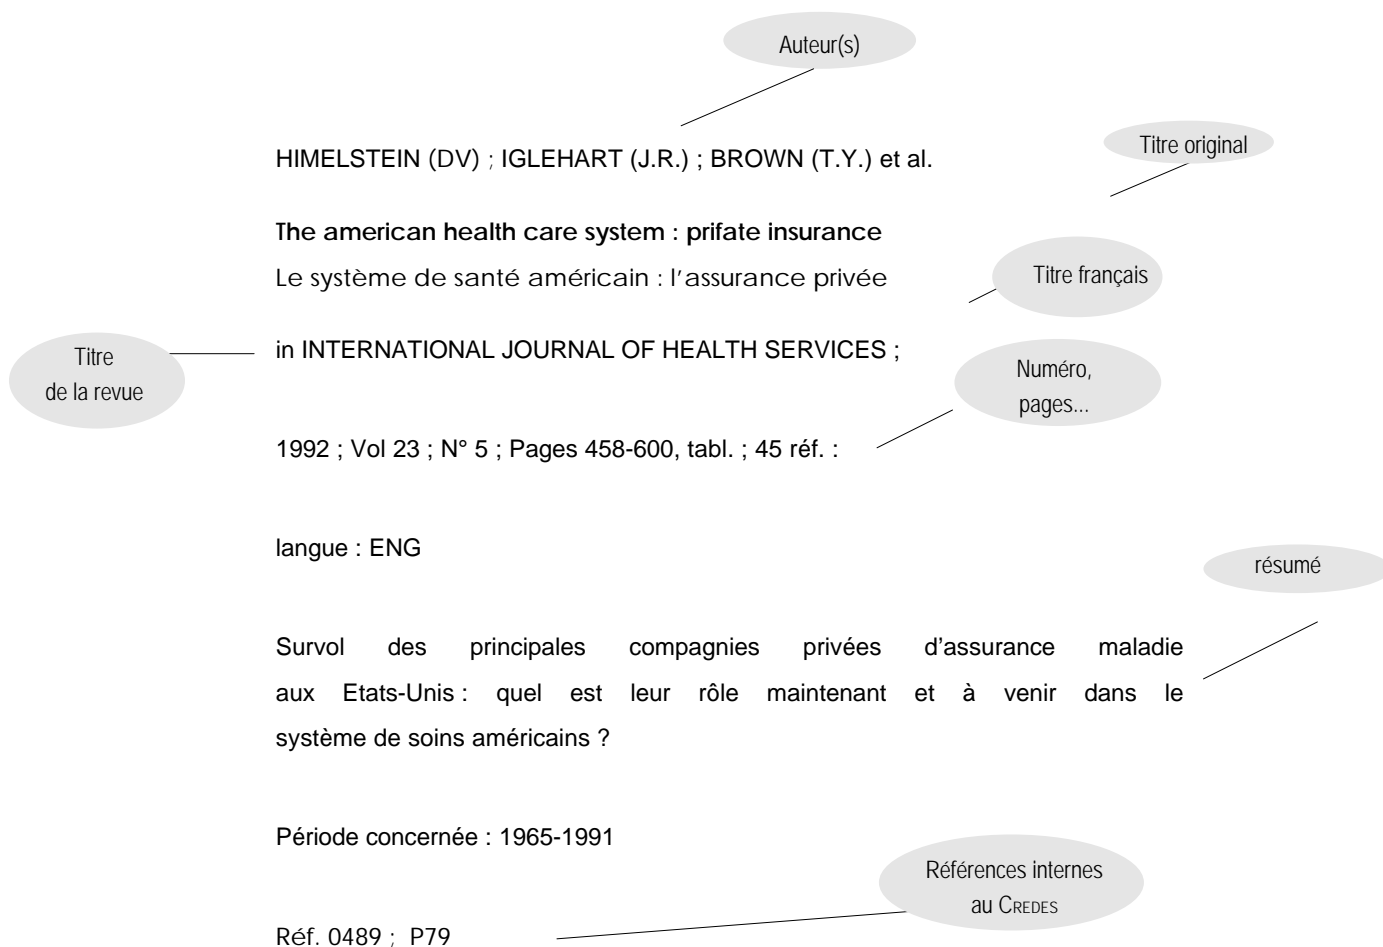 Auteur(s)
HIMELSTEIN (DV) ; IGLEHART (J.R.) ; BROWN (T.Y.) et al.
Titre original
The american health care system : prifate insurance
Le système de santé américain : l'assurance privée
Titre français
Titre
de la revue
in INTERNATIONAL JOURNAL OF HEALTH SERVICES ;
Numéro,
pages...
1992 ; Vol 23 ; N° 5 ; Pages 458-600, tabl. ; 45 réf. :
langue : ENG
résumé
Survol des principales compagnies privées d'assurance maladie
aux Etats-Unis : quel est leur rôle maintenant et à venir dans le
système de soins américains ?
Période concernée : 1965-1991
Références internes
au CREDES
Réf. 0489 ; P79